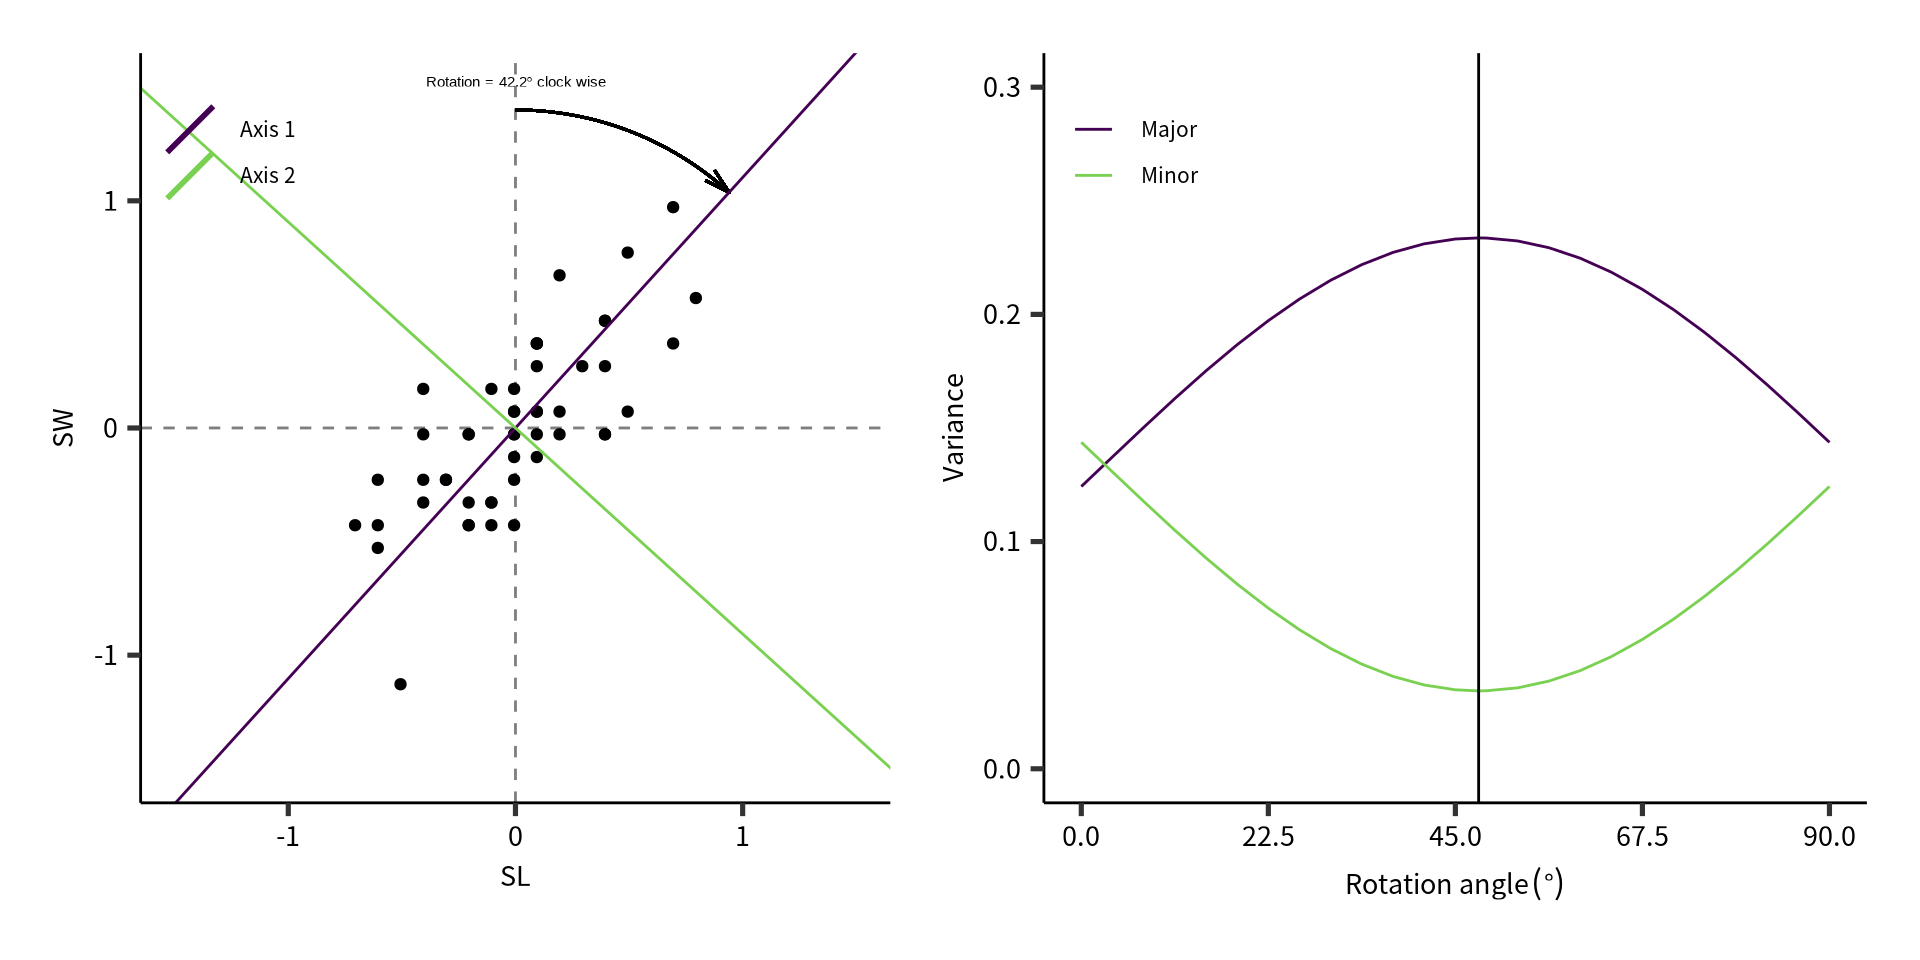 Rotation = 42.2° clock wise
Axis 1
Axis 2
1
0
-1
SW
-1
0
1
SL
0.3
0.2
0.1
0.0
Variance
Major
Minor
0.0
22.5
45.0
67.5
90.0
Rotation angle(°)